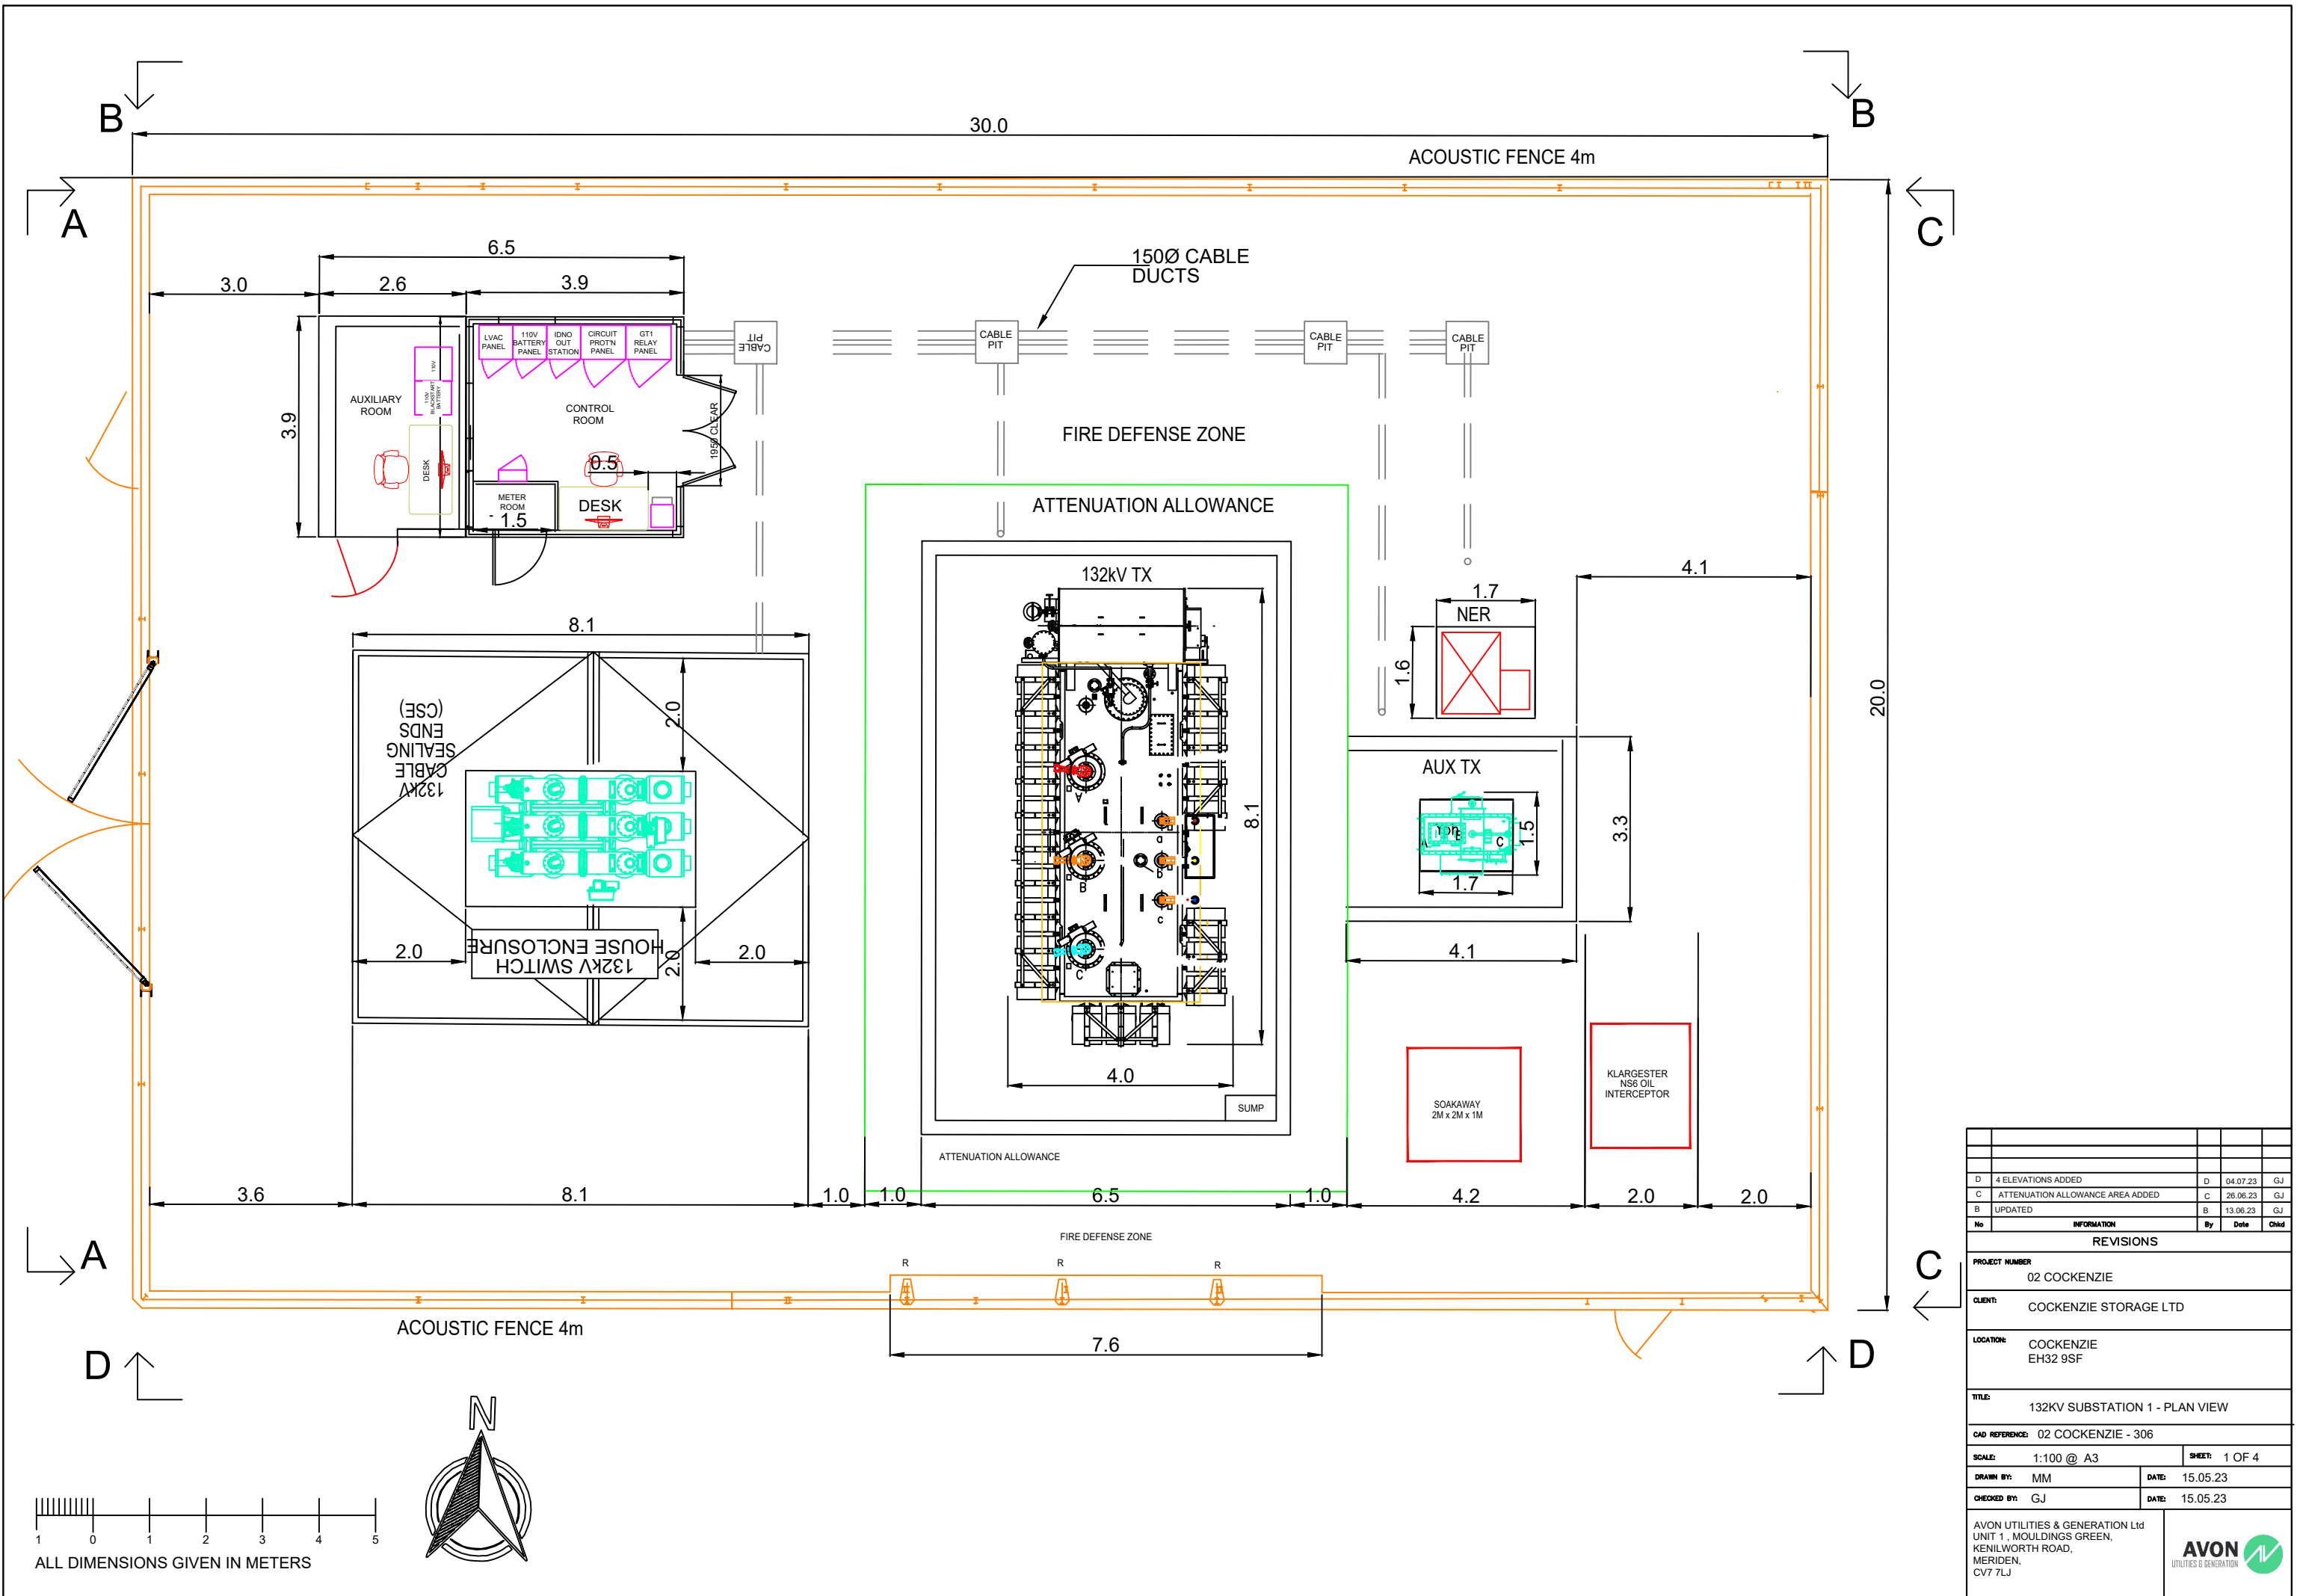 B
B
30.0
ACOUSTIC FENCE 4m
A
C
6.5
150Ø CABLE
DUCTS
3.0
2.6
3.9
LVAC
PANEL
110V
BATTERY
PANEL
IDNO
OUT
STATION
CIRCUIT
PROT'N
PANEL
GT1
RELAY
PANEL
CABLE
PIT
CABLE
PIT
CABLE
PIT
CABLE
PIT
110V
110V
BLACKSTART
BATTERY
AUXILIARY
ROOM
CONTROL
ROOM
3.9
1950 CLEAR
FIRE DEFENSE ZONE
DESK
0.5
METER
ROOM
1.5
DESK
ATTENUATION ALLOWANCE
132kV TX
4.1
1.7
NER
1.6
8.1
2.0
132kV
CABLE
SEALING
ENDS
(CSE)
20.0
AUX TX
A
B
C
a
b
c
8.1
1.5
C
1.7
3.3
4.1
2.0
132kV SWITCH
HOUSE ENCLOSURE
2.0
2.0
4.0
SUMP
SOAKAWAY
2M x 2M x 1M
KLARGESTER
NS6 OIL
INTERCEPTOR
ATTENUATION ALLOWANCE
3.6
8.1
1.0
1.0
6.5
1.0
4.2
2.0
2.0
FIRE DEFENSE ZONE
R
R
R
A
C
ACOUSTIC FENCE 4m
7.6
D
D
N
1 0 1 2 3 4 5
ALL DIMENSIONS GIVEN IN METERS
D 4 ELEVATIONS ADDED D 04.07.23 GJ
C ATTENUATION ALLOWANCE AREA ADDED C 26.06.23 GJ
B UPDATED B 13.06.23 GJ
No INFORMATION By Date Chkd
REVISIONS
PROJECT NUMBER
02 COCKENZIE
CLIENT: COCKENZIE STORAGE LTD
LOCATION: COCKENZIE
EH32 9SF
TITLE:
132KV SUBSTATION 1 - PLAN VIEW
CAD REFERENCE: 02 COCKENZIE - 306
SCALE: 1:100 @ A3 SHEET: 1 OF 4
DRAWN BY: MM DATE: 15.05.23
CHECKED BY: GJ DATE: 15.05.23
AVON UTILITIES & GENERATION Ltd
UNIT 1 , MOULDINGS GREEN,
KENILWORTH ROAD,
MERIDEN,
CV7 7LJ
AVON
UTILITIES & GENERATION